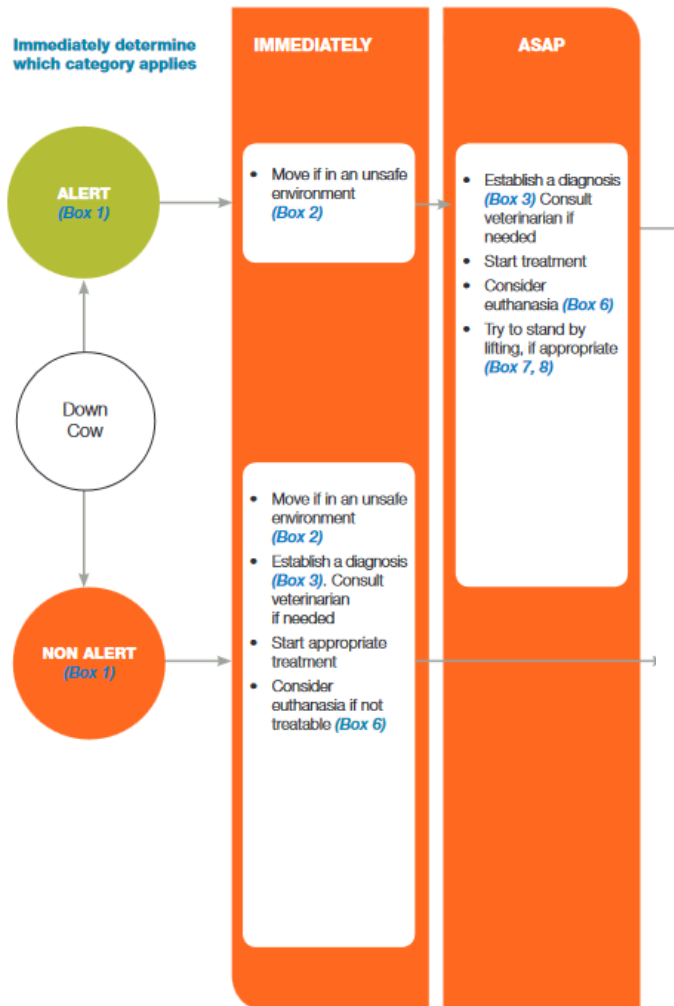 Immediately determine
which category applies
IMMEDIATELY
ASAP
ALERT
(Box 1)
• Move if in an unsafe
environment
(Box 2)
• Establish a diagnosis
(Box 3) Consult
veterinarian if
needed
• Start treatment
• Consider
euthanasia (Box 6)
• Try to stand by
lifting, if appropriate
(Box 7, 8)
Down
Cow
NON ALERT
(Box 1)
• Move if in an unsafe
environment
(Box 2)
• Establish a diagnosis
(Box 3). Consult
veterinarian
if needed
• Start appropriate
treatment
• Consider
euthanasia if not
treatable (Box 6)